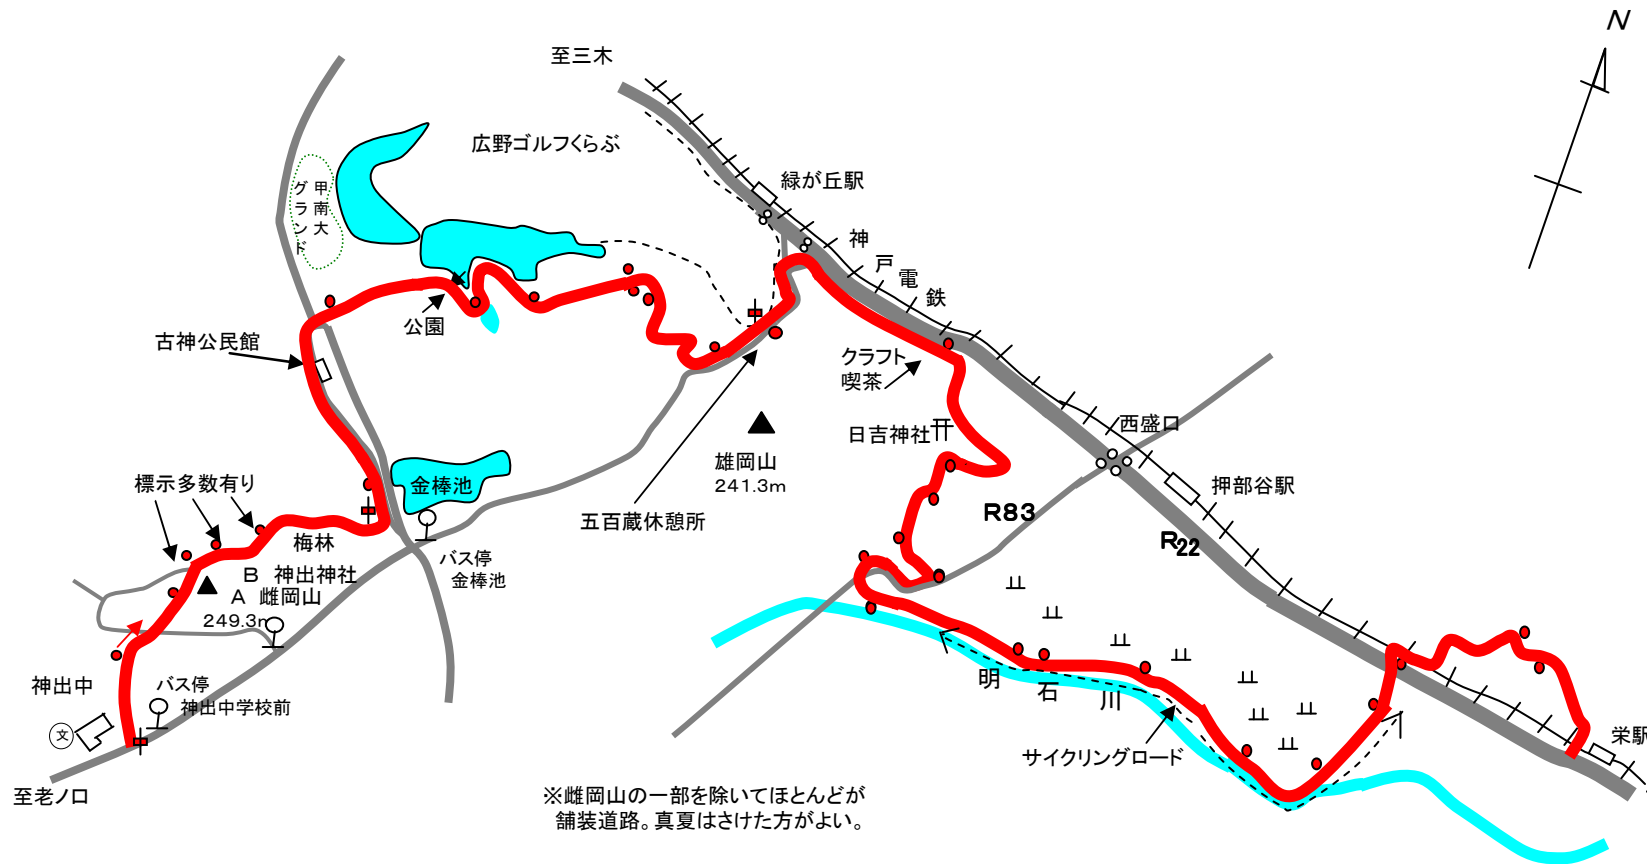 N
至三木
広野ゴルフくらぶ
緑が丘駅
神戸電鉄
甲南大
グランド
公園
古神公民館
クラフト
喫茶
日吉神社
西盛口
押部谷駅
雄岡山
241.3m
標示多数有り
金棒池
五百蔵休憩所
R83
R22
梅林
バス停
金棒池
B 神出神社
A 雌岡山
249.3m
神出中
バス停
神出中学校前
文
明石川
サイクリングロード
栄駅
至老ノ口
※雌岡山の一部を除いてほとんどが
舗装道路。真夏はさけた方がよい。